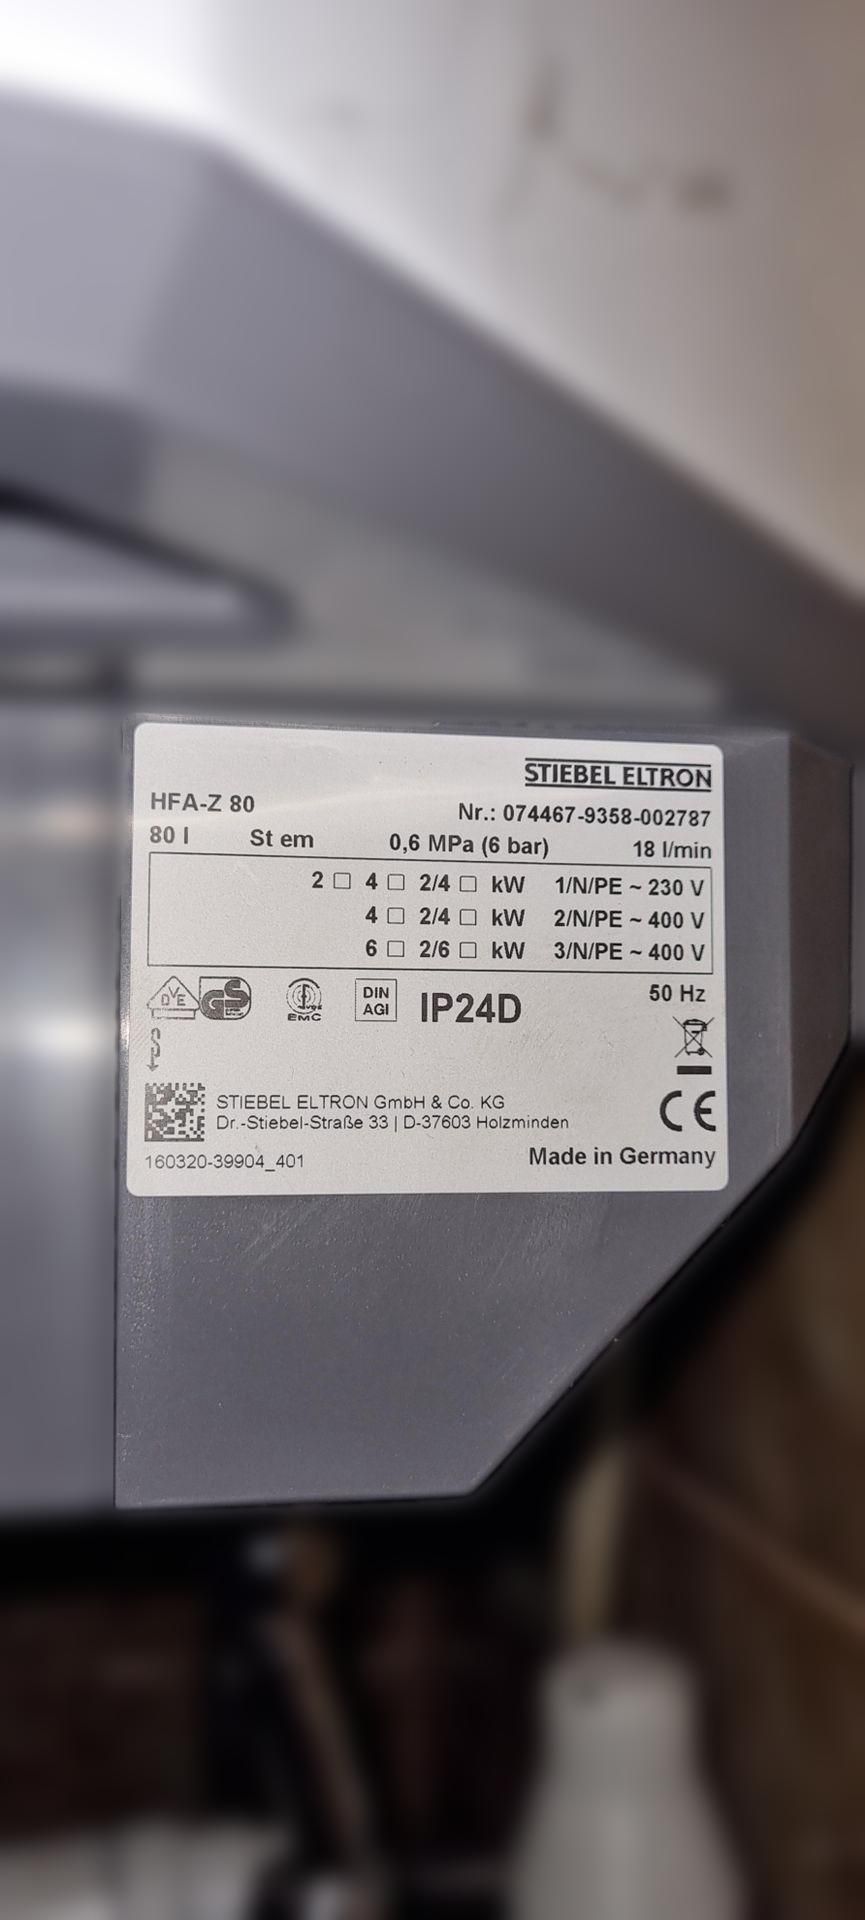 STIEBEL ELTRON
HFA-Z 80 Nr.: 074467-9358-002787
80 l St em 0,6 MPa (6 bar) 18 l/min
2 □ 4 □ 2/4 □ kW 1/N/PE ~ 230 V
4 □ 2/4 □ kW 2/N/PE ~ 400 V
6 □ 2/6 □ kW 3/N/PE ~ 400 V
50 Hz
DVE GS EMC DIN AGI IP24D
STIEBEL ELTRON GmbH & Co. KG
Dr.-Stiebel-Straße 33 | D-37603 Holzminden
CE
160320-39904_401 Made in Germany